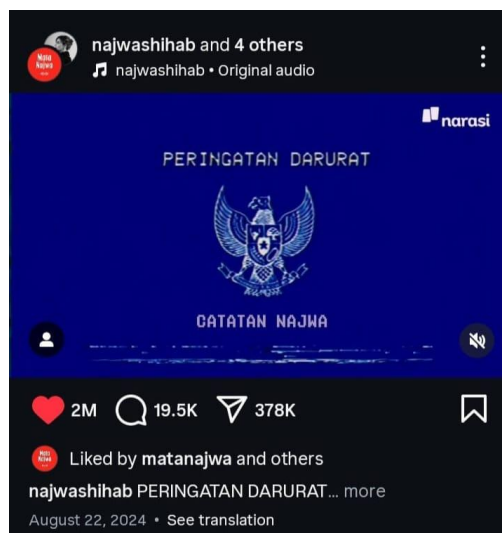 najwashihab and 4 others
najwashihab • Original audio
narasi
PERINGATAN DARURAT
CATATAN NAJWA
2M 19.5K 378K
Liked by matanajwa and others
najwashihab PERINGATAN DARURAT... more
August 22, 2024 • See translation